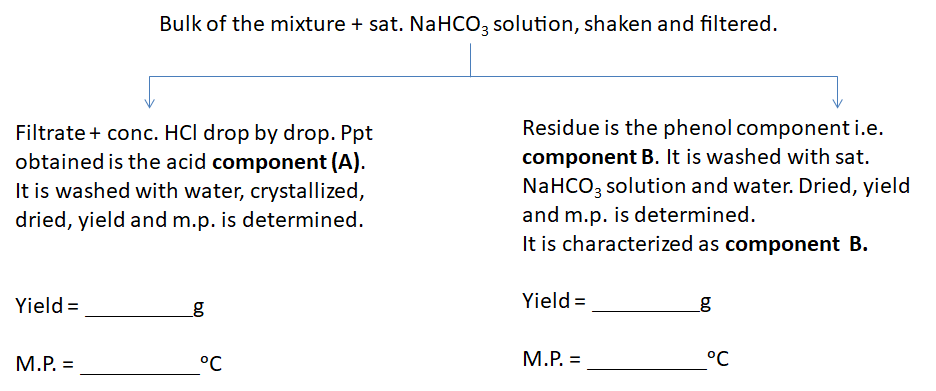 Bulk of the mixture + sat. NaHCO₃ solution, shaken and filtered.
Filtrate + conc. HCl drop by drop. Ppt
obtained is the acid component (A).
It is washed with water, crystallized,
dried, yield and m.p. is determined.
Yield = __________g
M.P. = ___________°C
Residue is the phenol component i.e.
component B. It is washed with sat.
NaHCO₃ solution and water. Dried, yield
and m.p. is determined.
It is characterized as component B.
Yield = __________g
M.P. = ___________°C